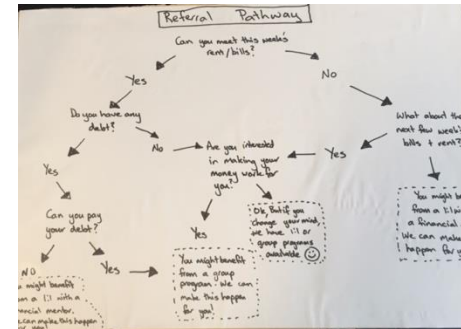 Referral Pathway
Can you meet this week's
rent/bills?
Yes
No
Do you have any
debt?
No
Are you interested
in making your
money work for
you?
Yes
What about the
next few week
bills + rent?
Yes
Can you pay
your debt?
Yes
Ok, But if you
change your mind,
we have 1:1 or
group programs
available
You might b
from a 1:1
a financial
We can make
happen for y
NO
Yes
You might benefit
from a group
program. We can
make this happen
for you!
might benefit
a 1:1 with a
mentor.
can make this happen